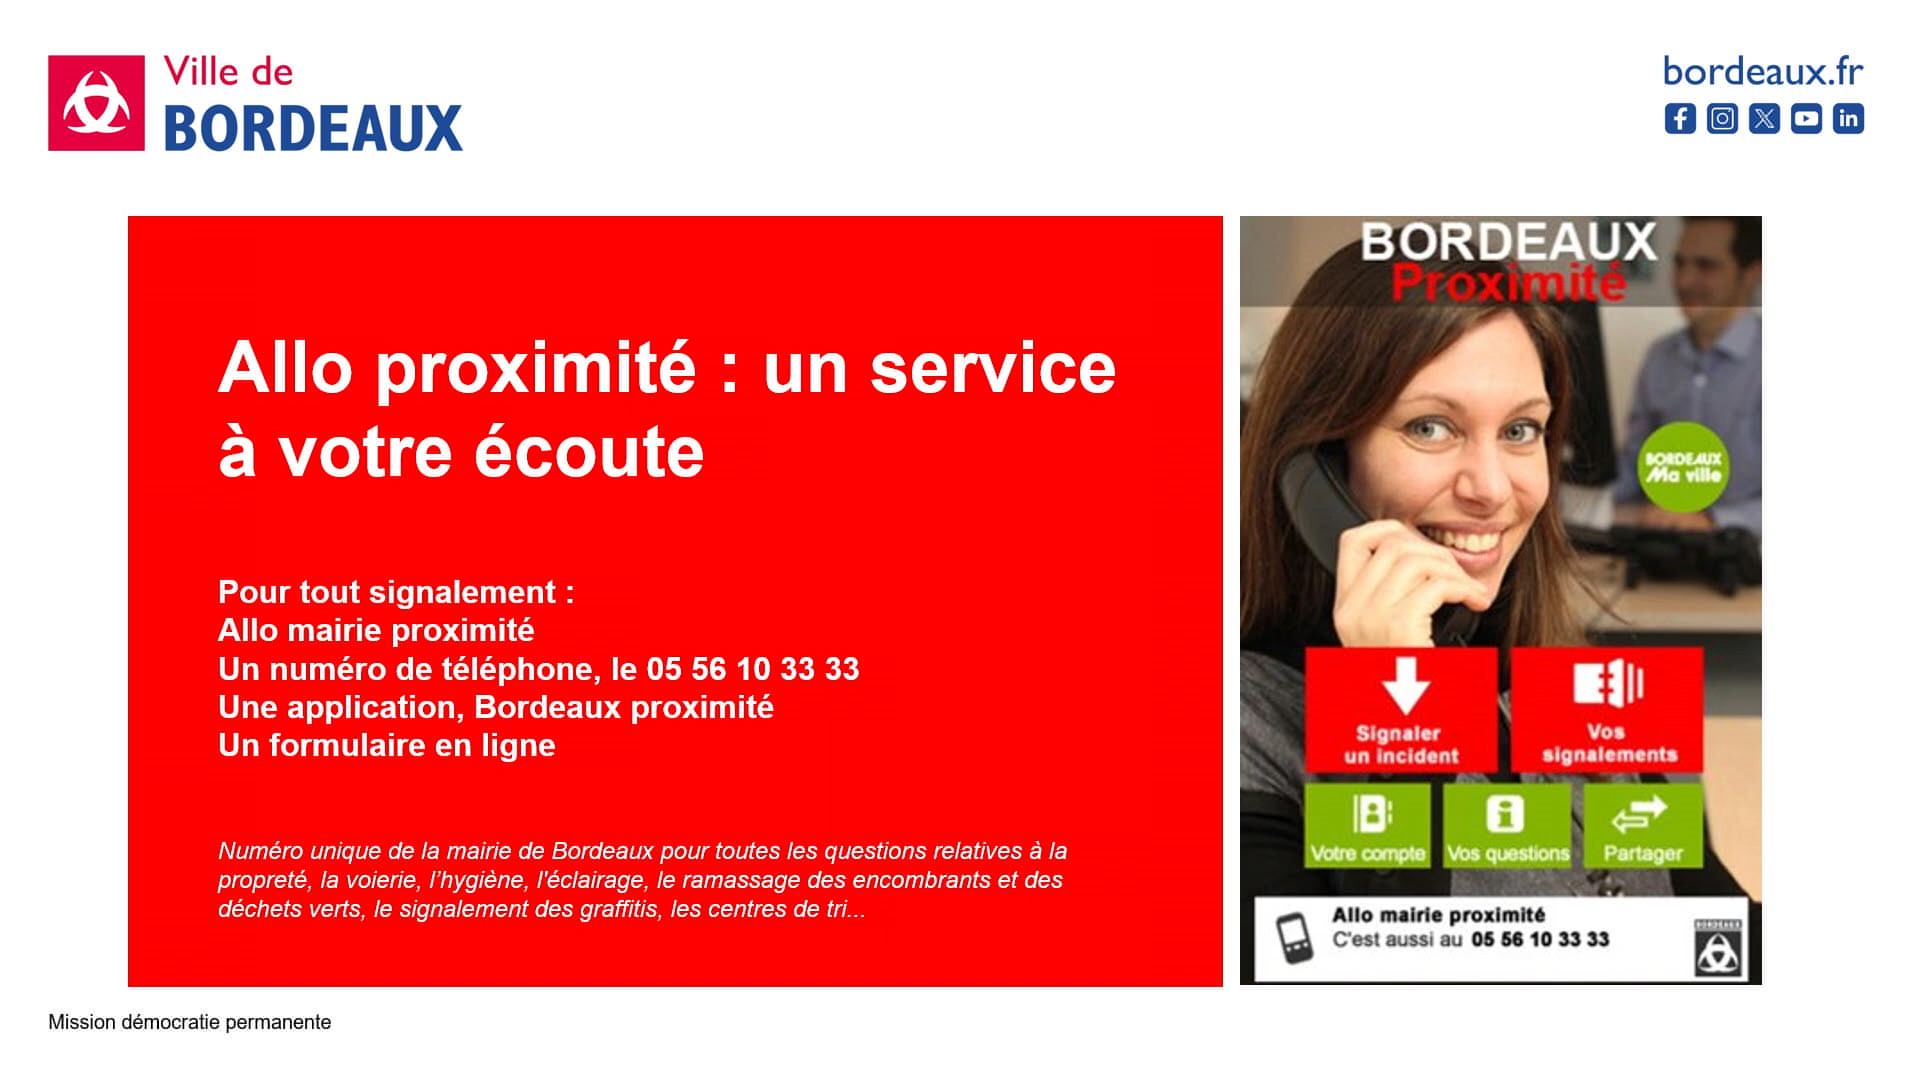 Ville de
BORDEAUX
bordeaux.fr
Allo proximité : un service
à votre écoute
Pour tout signalement :
Allo mairie proximité
Un numéro de téléphone, le 05 56 10 33 33
Une application, Bordeaux proximité
Un formulaire en ligne
Numéro unique de la mairie de Bordeaux pour toutes les questions relatives à la
propreté, la voierie, l’hygiène, l'éclairage, le ramassage des encombrants et des
déchets verts, le signalement des graffitis, les centres de tri...
BORDEAUX
Proximité
BORDEAUX
Ma ville
Signaler
un incident
Vos
signalements
Votre compte
Vos questions
Partager
Allo mairie proximité
C'est aussi au 05 56 10 33 33
BORDEAUX
Mission démocratie permanente